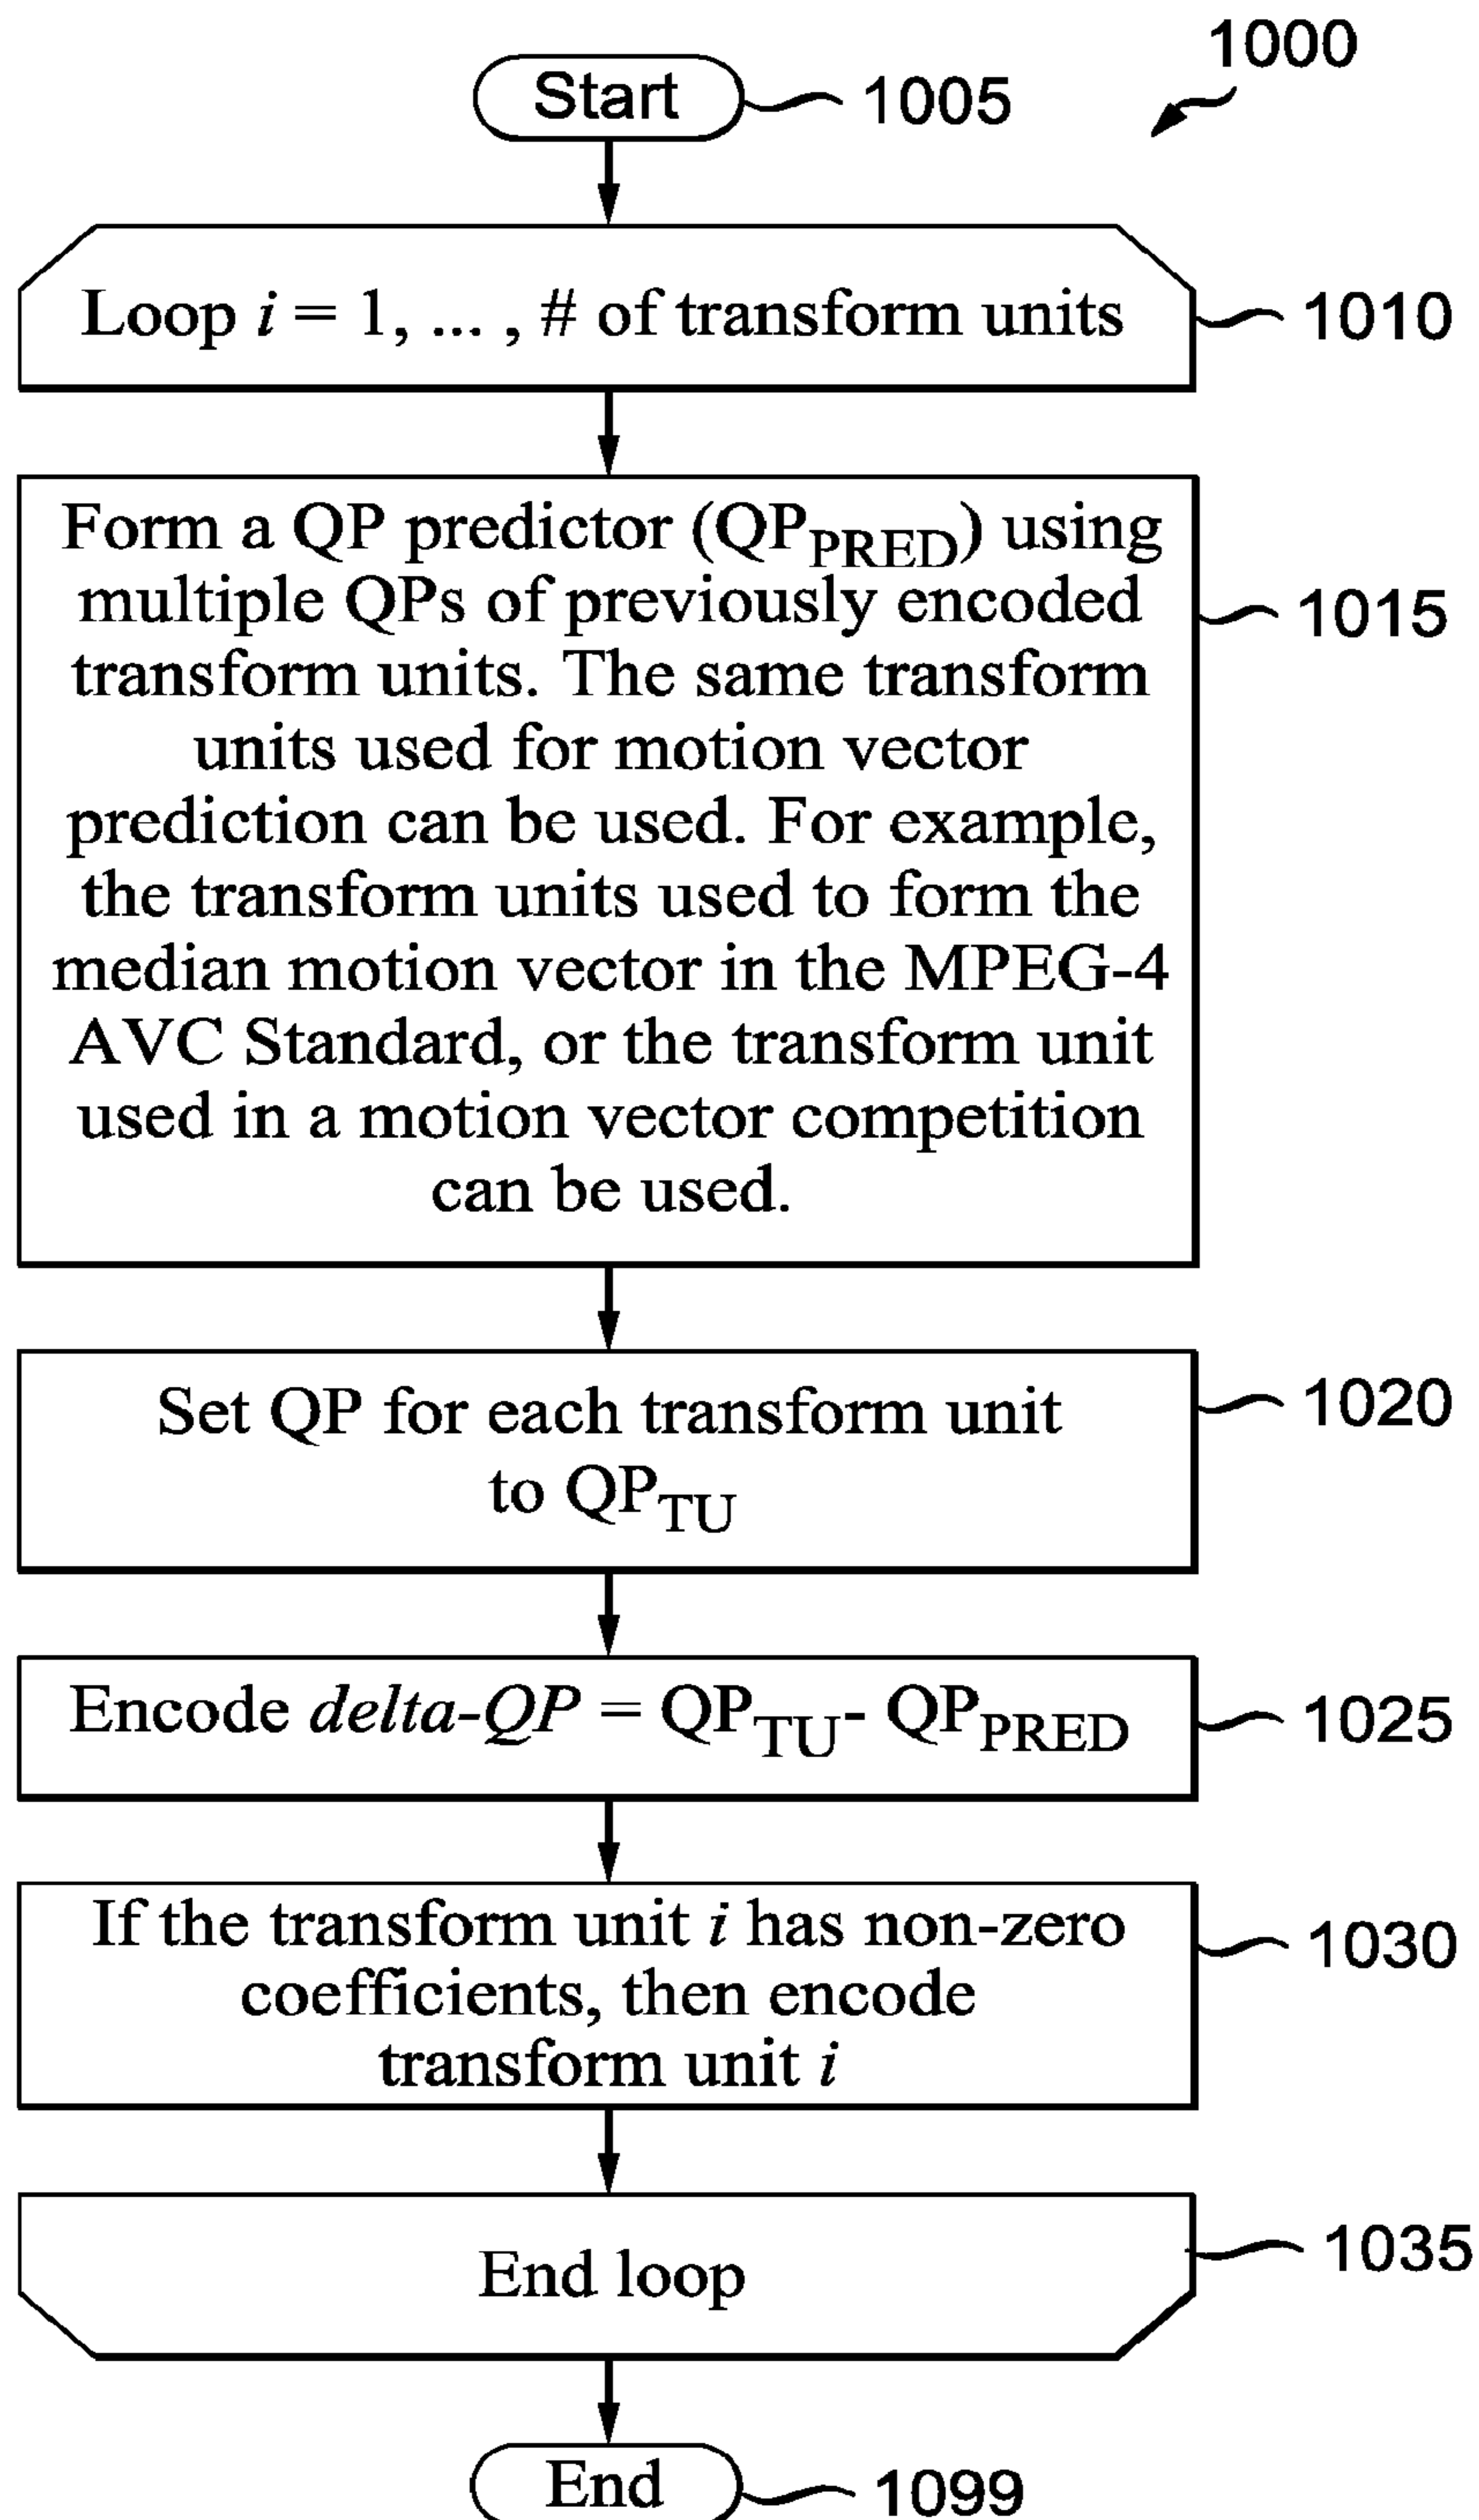 1000
Start
1005
Loop i = 1, ... , # of transform units
1010
Form a QP predictor (QPPRED) using
multiple QPs of previously encoded
transform units. The same transform
units used for motion vector
prediction can be used. For example,
the transform units used to form the
median motion vector in the MPEG-4
AVC Standard, or the transform unit
used in a motion vector competition
can be used.
1015
Set QP for each transform unit
to QPTU
1020
Encode delta-QP = QPTU- QPPRED
1025
If the transform unit i has non-zero
coefficients, then encode
transform unit i
1030
End loop
1035
End
1099